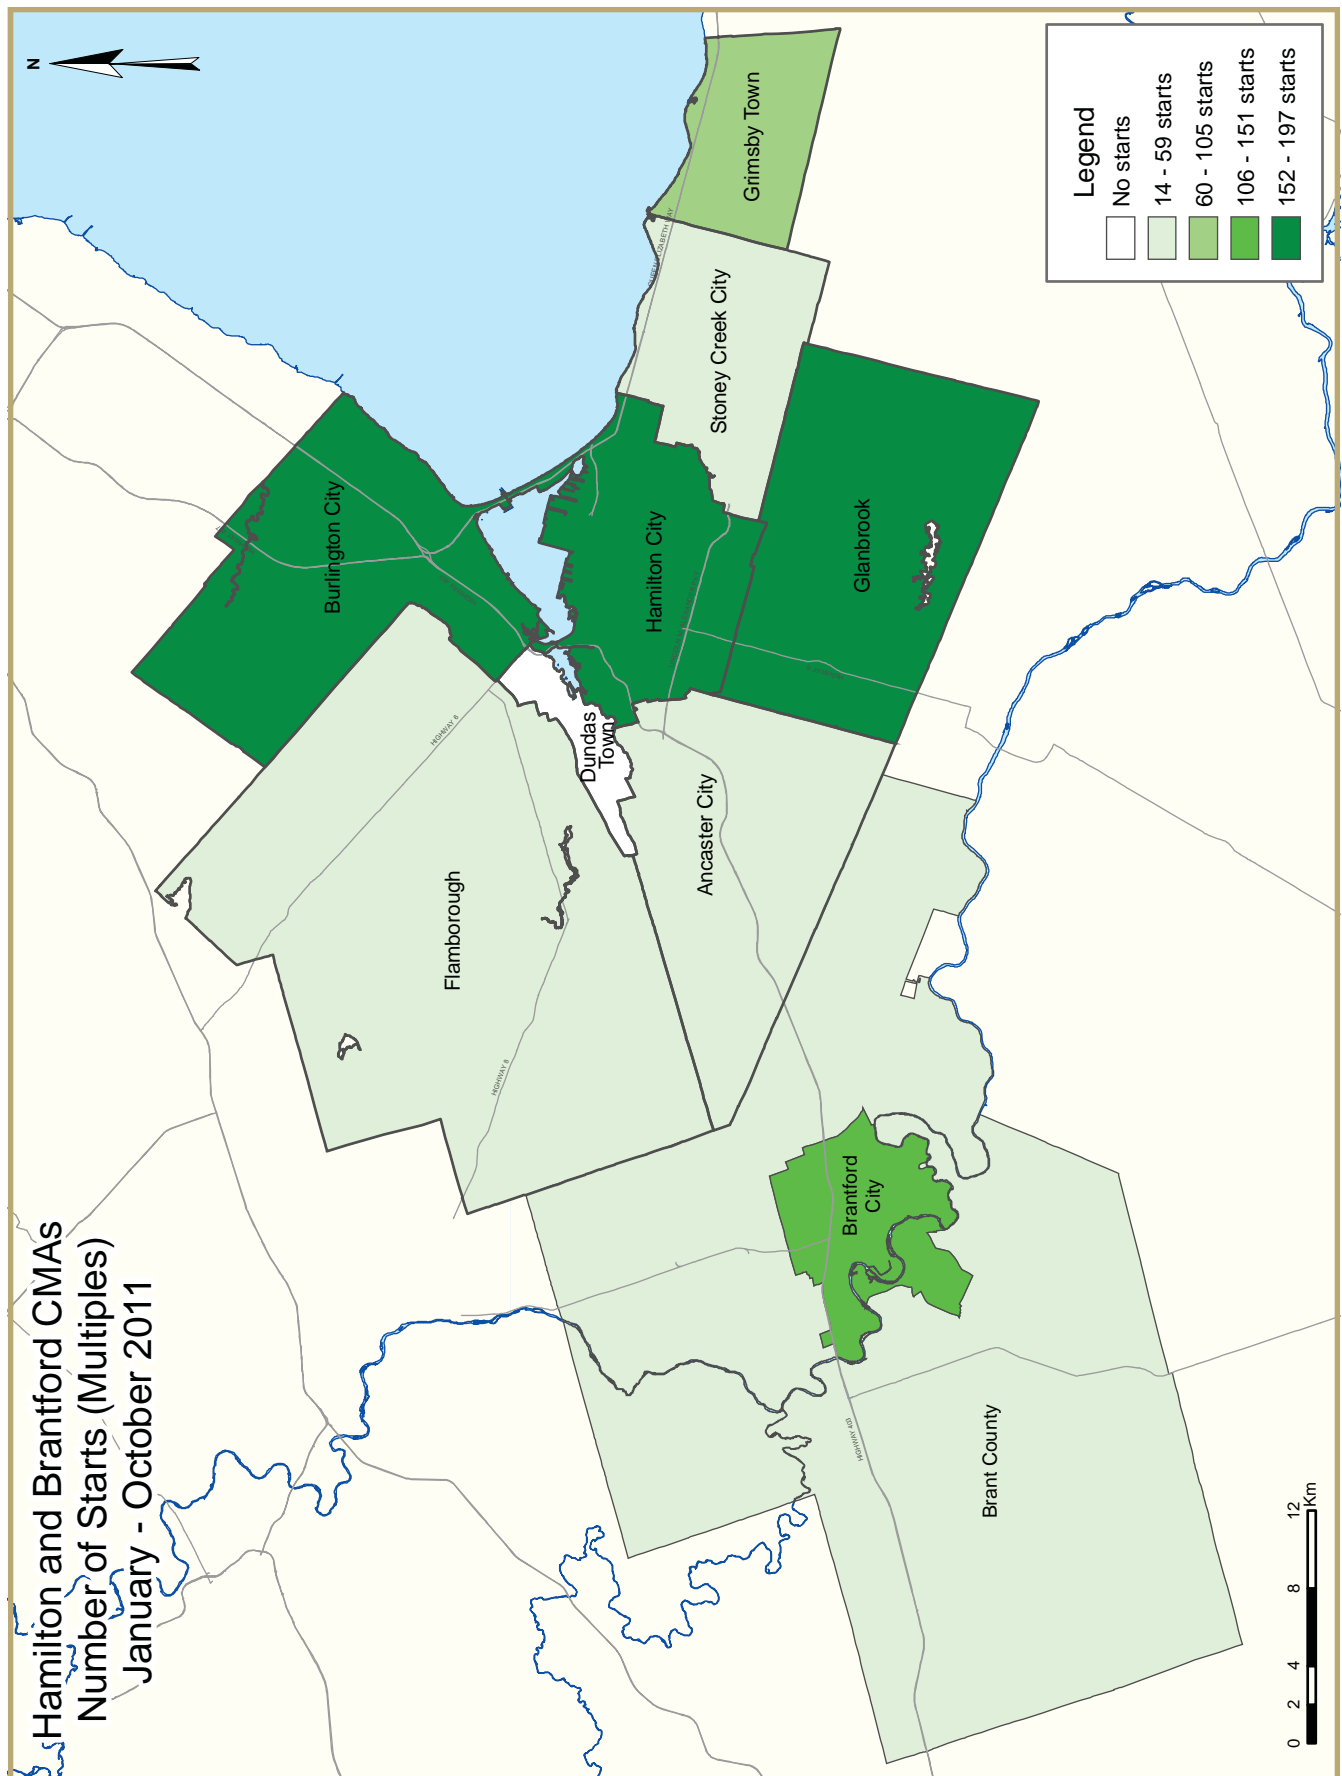 Hamilton and Brantford CMAs
Number of Starts (Multiples)
January - October 2011
N
Burlington City
Flamborough
HIGHWAY 6
HIGHWAY 8
Dundas
Town
Hamilton City
Ancaster City
Stoney Creek City
Grimsby Town
Glanbrook
Brantford
City
HIGHWAY 403
Brant County
Legend
No starts
14 - 59 starts
60 - 105 starts
106 - 151 starts
152 - 197 starts
0 2 4 8 12
Km